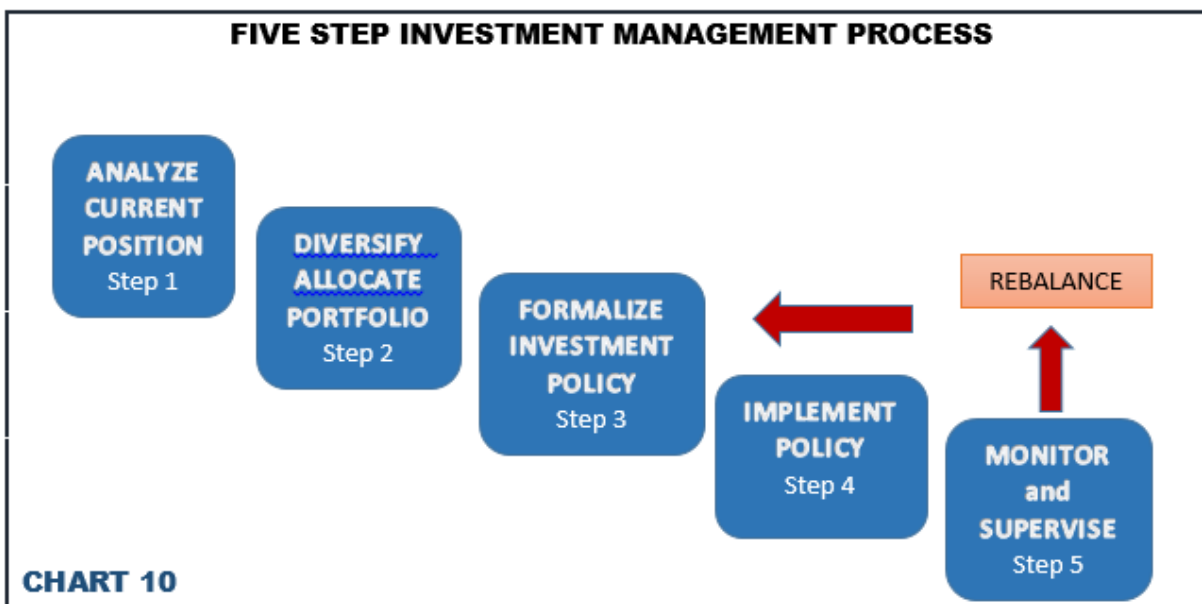 FIVE STEP INVESTMENT MANAGEMENT PROCESS
ANALYZE
CURRENT
POSITION
Step 1
DIVERSIFY
ALLOCATE
PORTFOLIO
Step 2
FORMALIZE
INVESTMENT
POLICY
Step 3
IMPLEMENT
POLICY
Step 4
MONITOR
and
SUPERVISE
Step 5
REBALANCE
CHART 10